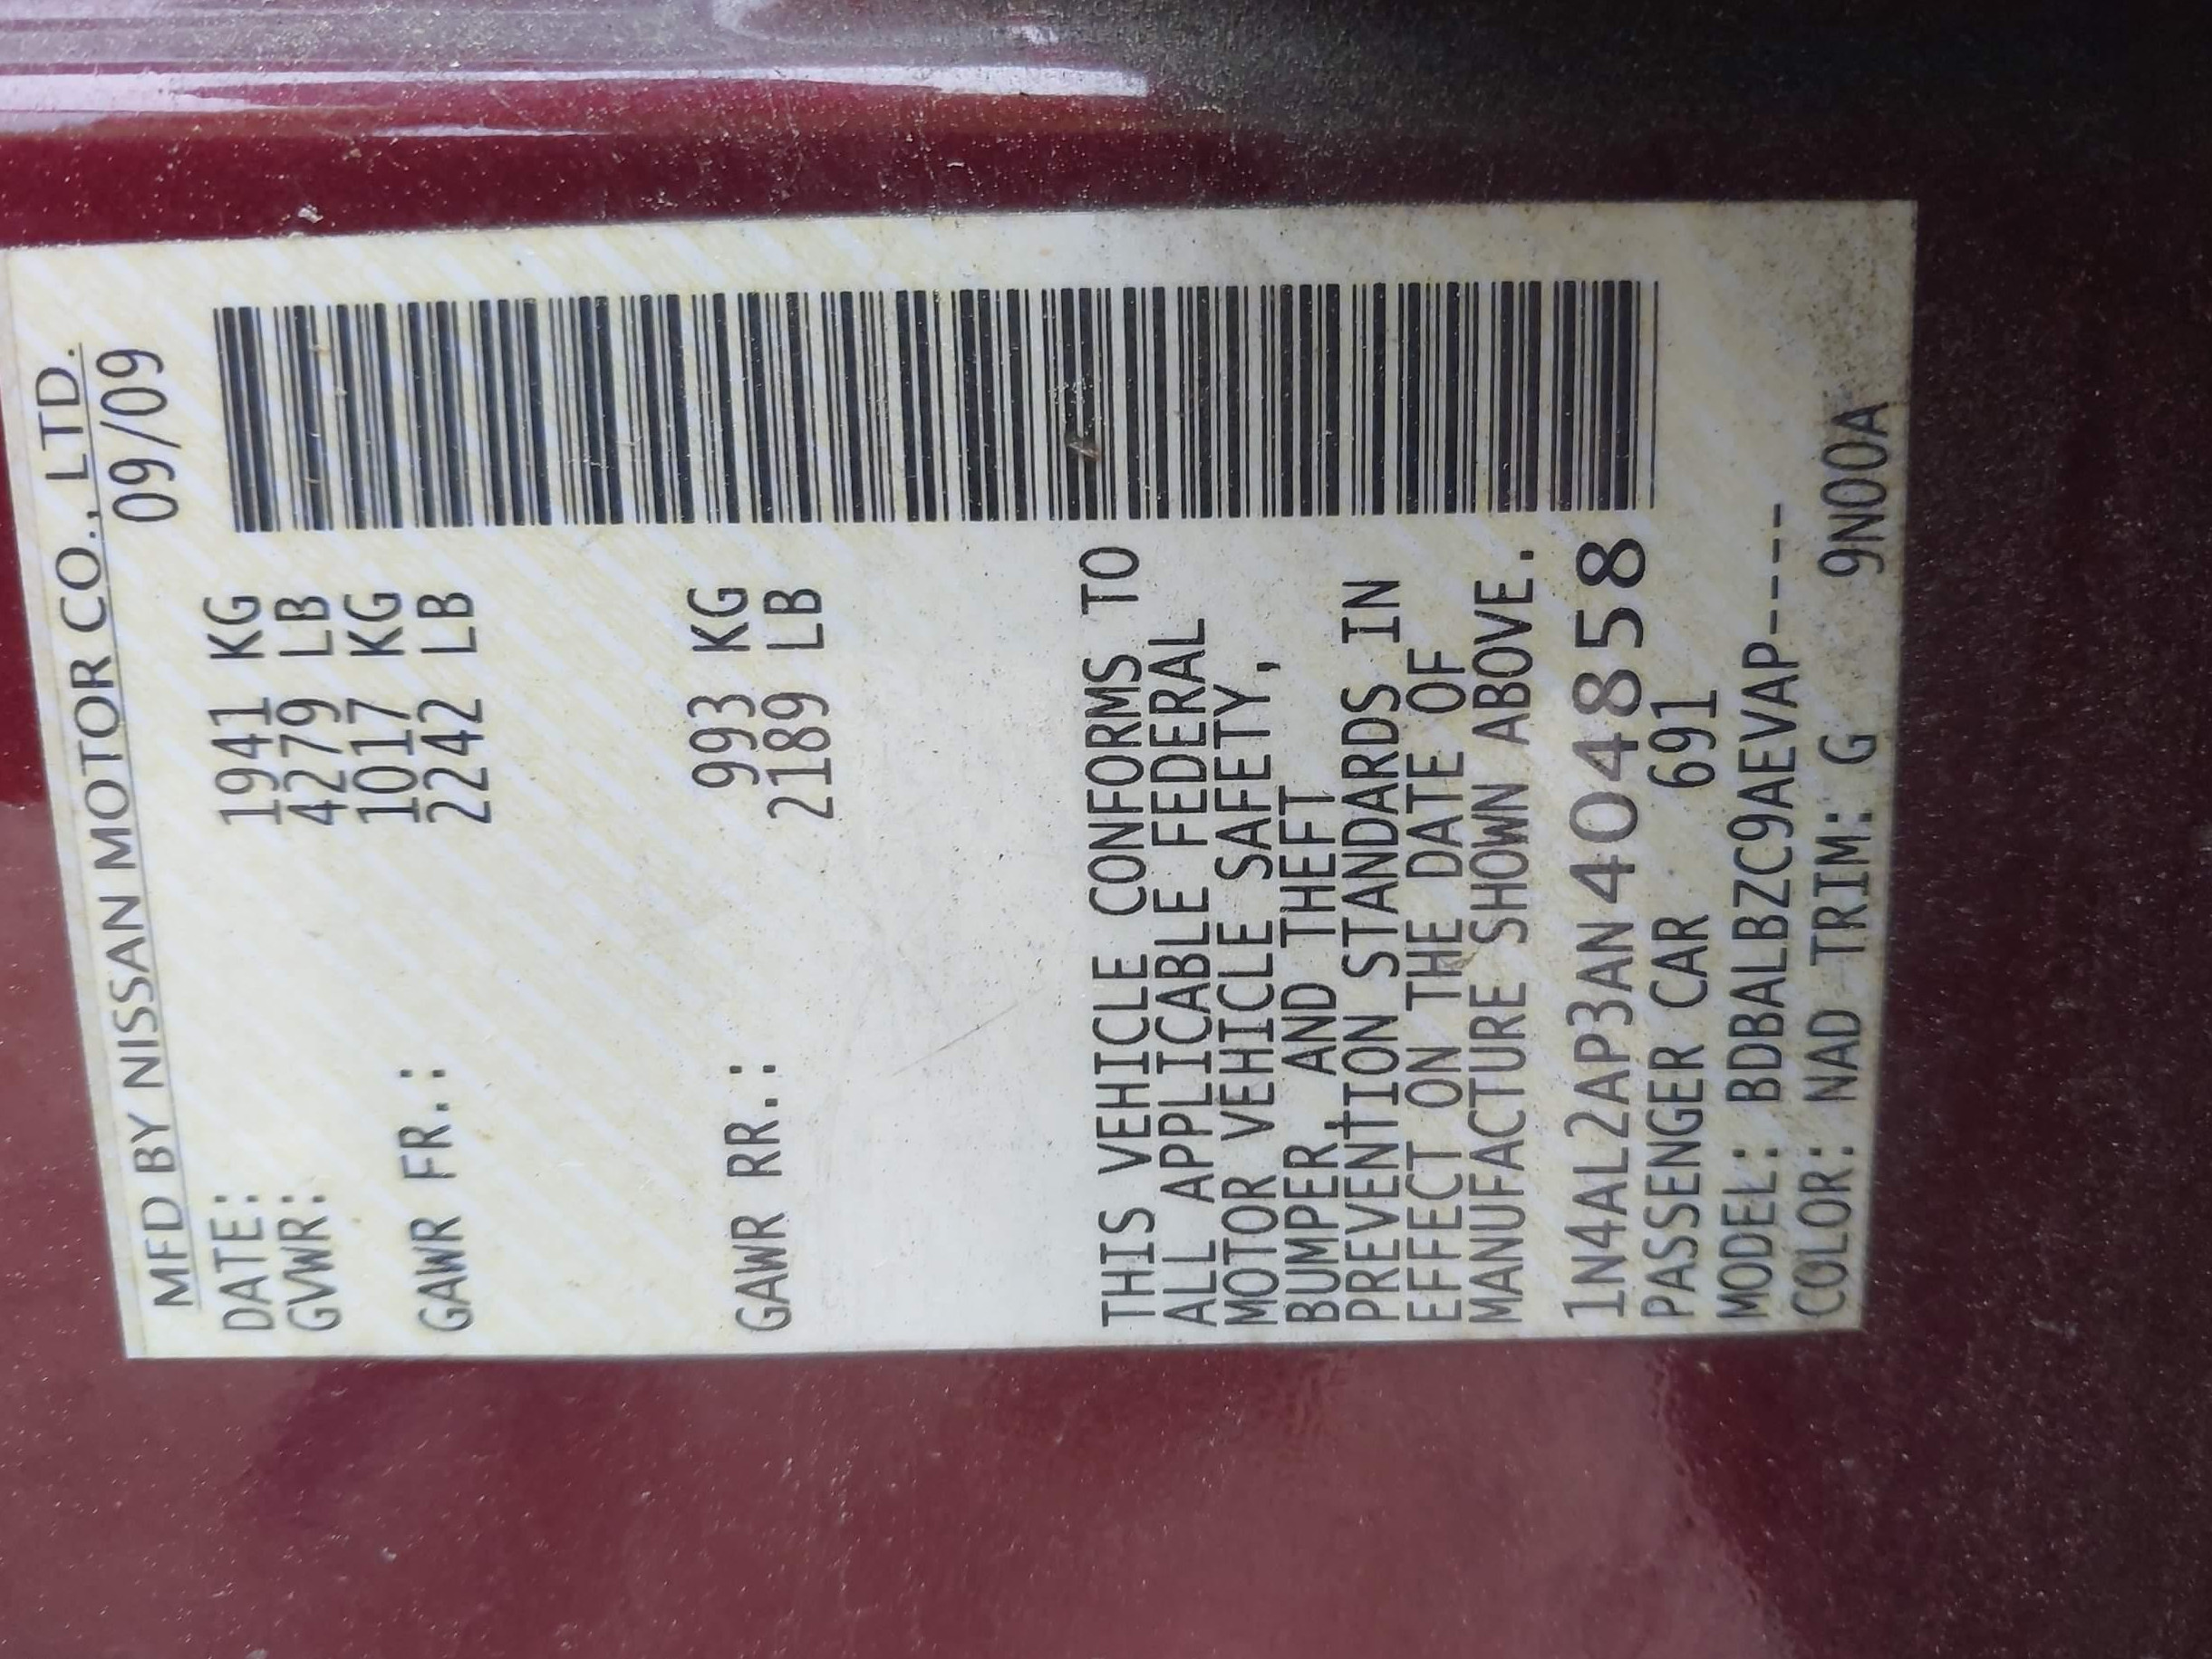 MFD BY NISSAN MOTOR CO., LTD.
DATE: 09/09
GVWR: 1941 KG
4279 LB
GAWR FR.: 1017 KG
2242 LB
GAWR RR.: 993 KG
2189 LB
THIS VEHICLE CONFORMS TO
ALL APPLICABLE FEDERAL
MOTOR VEHICLE SAFETY,
BUMPER, AND THEFT
PREVENTION STANDARDS IN
EFFECT ON THE DATE OF
MANUFACTURE SHOWN ABOVE.
1N4AL2AP3AN404858
PASSENGER CAR 691
MODEL: BDBALBZC9AEVAP----
COLOR: NAD TRIM: G 9N00A